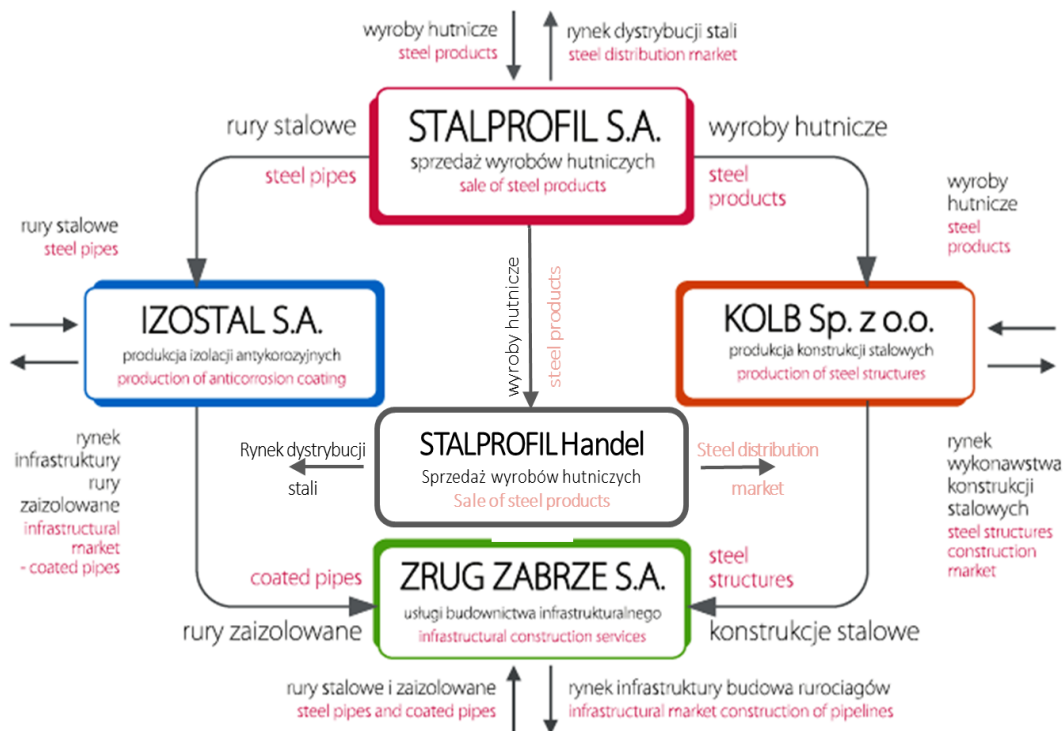 wyroby hutnicze
steel products
rynek dystrybucji stali
steel distribution market
STALPROFIL S.A.
sprzedaż wyrobów hutniczych
sale of steel products
rury stalowe
steel pipes
wyroby hutnicze
steel
products
rury stalowe
steel pipes
wyroby
hutnicze
steel
products
wyroby hutnicze
steel products
IZOSTAL S.A.
produkcja izolacji antykorozyjnych
production of anticorrosion coating
KOLB Sp. z o.o.
produkcja konstrukcji stalowych
production of steel structures
rynek
infrastruktury
rury
zaizolowane
infrastructural
market
- coated pipes
Rynek dystrybucji
stali
STALPROFIL Handel
Sprzedaż wyrobów hutniczych
Sale of steel products
Steel distribution
market
rynek
wykonawstwa
konstrukcji
stalowych
steel structures
construction
market
coated pipes
rury zaizolowane
ZRUG ZABRZE S.A.
usługi budownictwa infrastrukturalnego
infrastructural construction services
steel
structures
konstrukcje stalowe
rury stalowe i zaizolowane
steel pipes and coated pipes
rynek infrastruktury budowa rurociągów
infrastructural market construction of pipelines